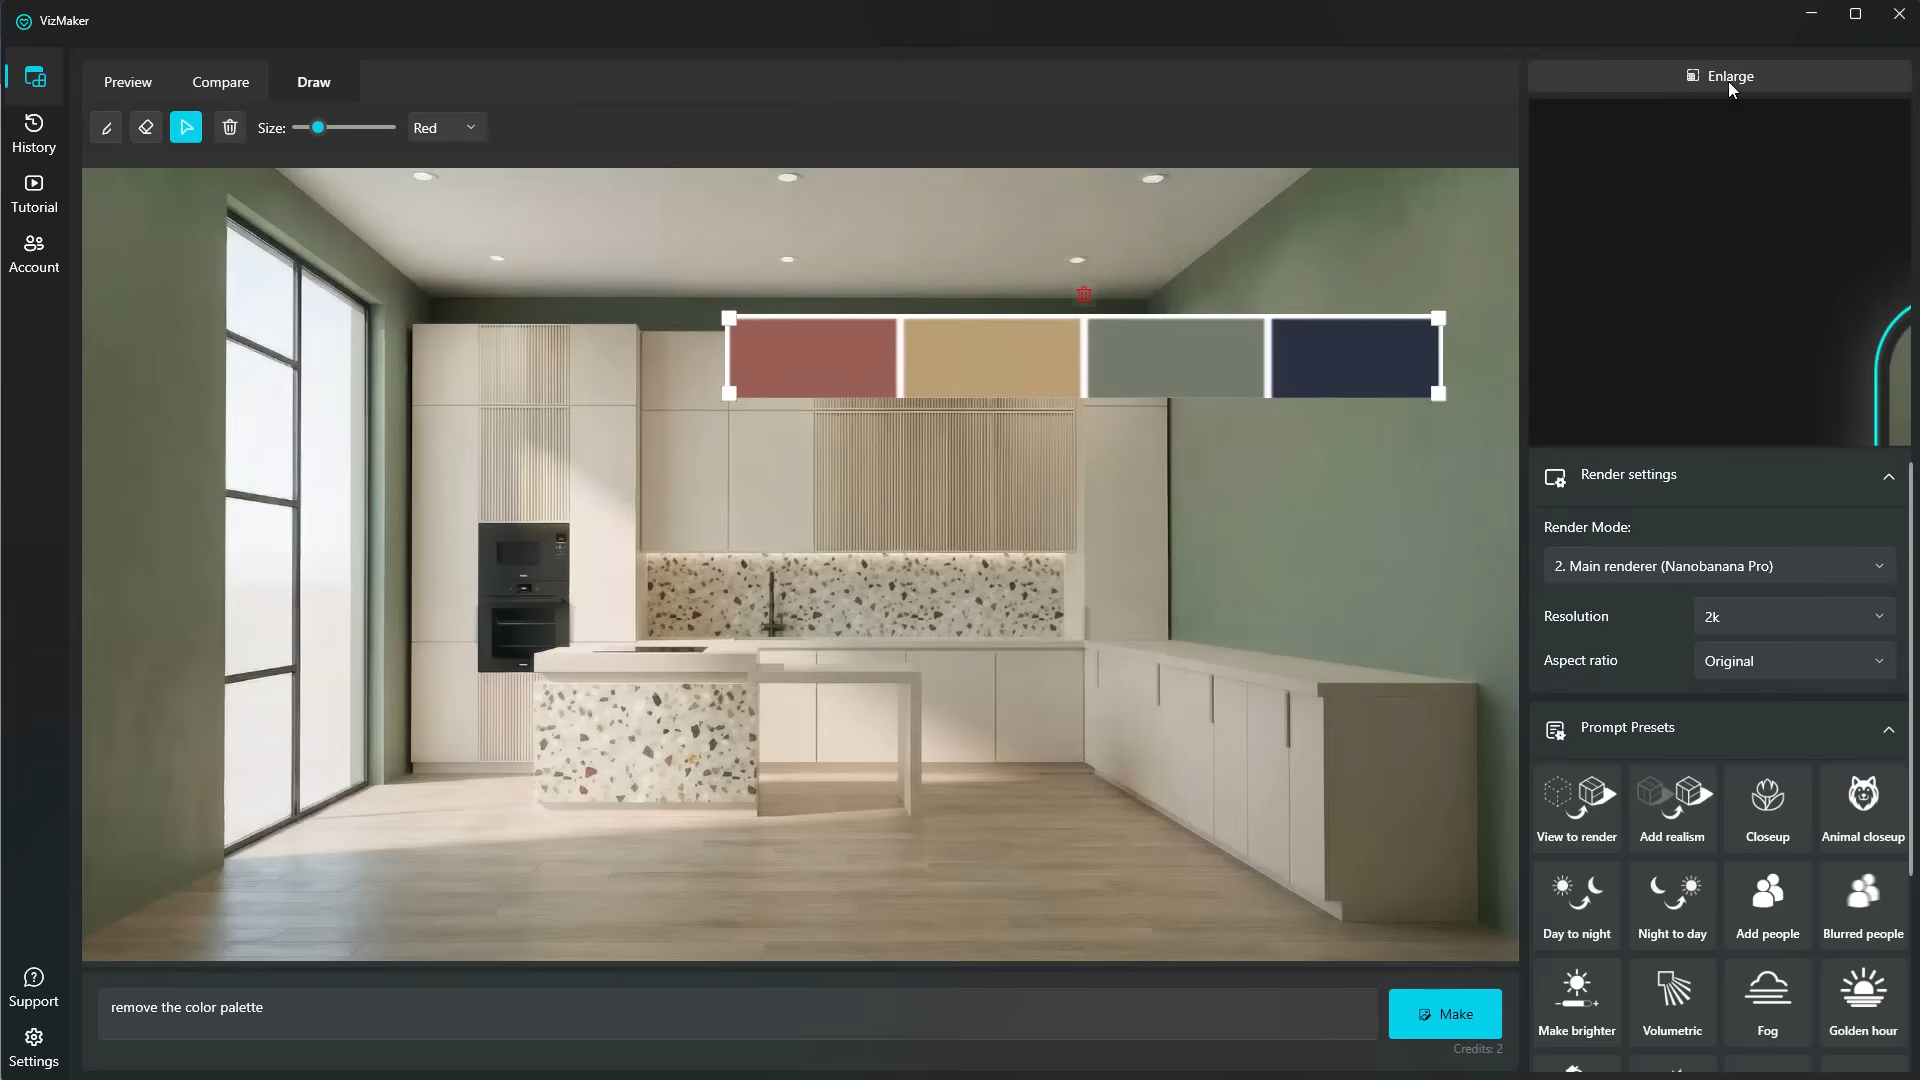 VizMaker
Preview
Compare
Draw
Enlarge
Size:
Red
History
Tutorial
Account
Render settings
Render Mode:
2. Main renderer (Nanobanana Pro)
Resolution
2k
Aspect ratio
Original
Prompt Presets
View to render
Add realism
Closeup
Animal closeup
Day to night
Night to day
Add people
Blurred people
Make brighter
Volumetric
Fog
Golden hour
Support
Settings
remove the color palette
Make
Credits: 2